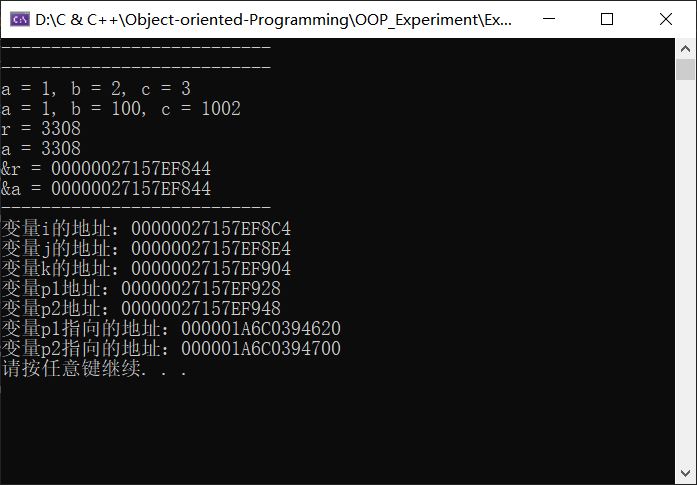 D:\C & C++\Object-oriented-Programming\OOP_Experiment\Ex...
---------------------------
---------------------------
a = 1, b = 2, c = 3
a = 1, b = 100, c = 1002
r = 3308
a = 3308
&r = 00000027157EF844
&a = 00000027157EF844
---------------------------
变量i的地址：00000027157EF8C4
变量j的地址：00000027157EF8E4
变量k的地址：00000027157EF904
变量p1地址：00000027157EF928
变量p2地址：00000027157EF948
变量p1指向的地址：000001A6C0394620
变量p2指向的地址：000001A6C0394700
请按任意键继续. . .